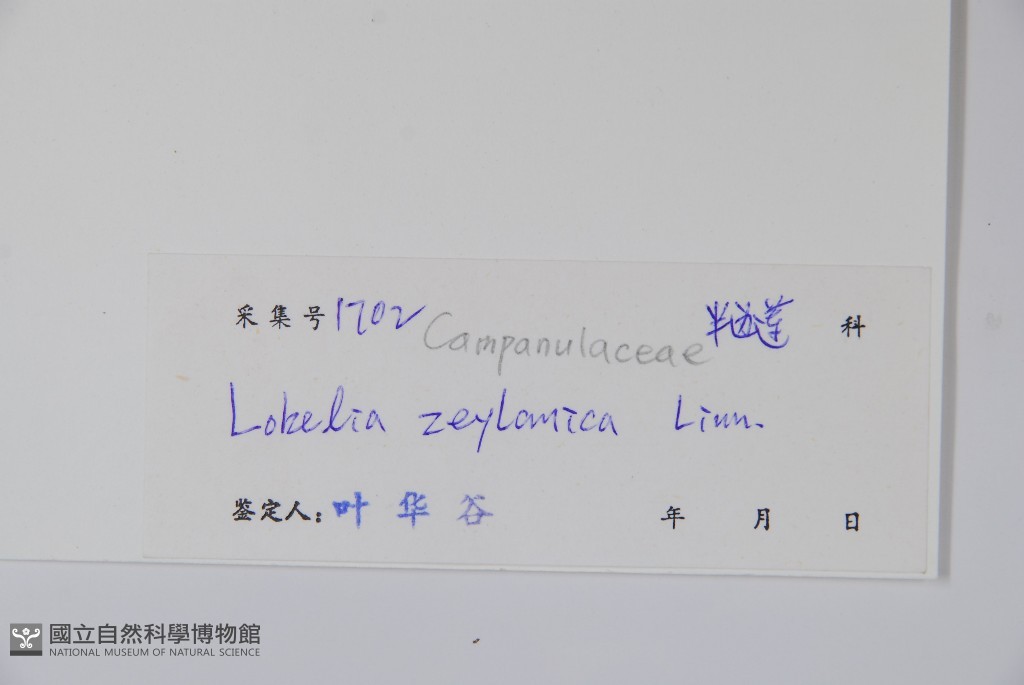 采集号 1702 Campanulaceae 半边莲 科
Lobelia zeylanica Linn.
鉴定人：叶华谷 年 月 日
國立自然科學博物館
NATIONAL MUSEUM OF NATURAL SCIENCE